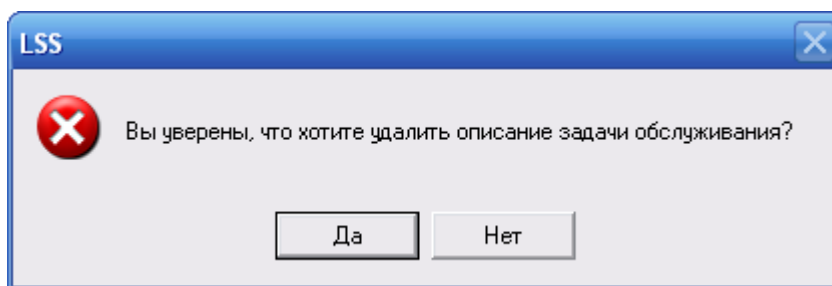 LSS
Вы уверены, что хотите удалить описание задачи обслуживания?
Да Нет